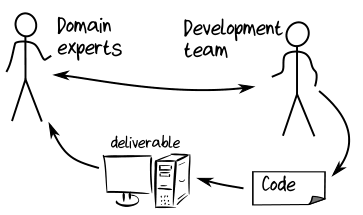 Domain
experts
Development
team
deliverable
Code